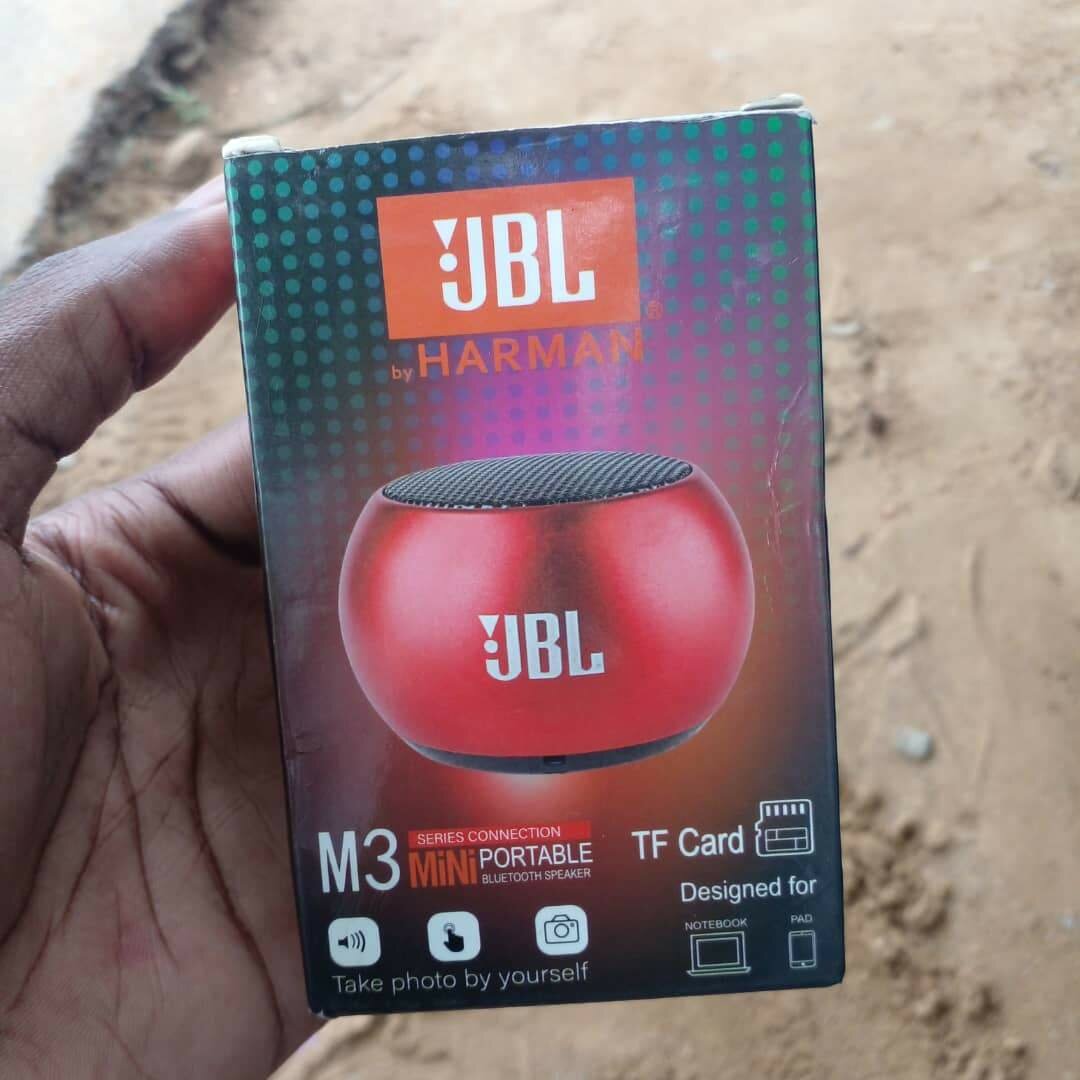 JBL
®
by HARMAN
JBL
M3 SERIES CONNECTION
MiNi PORTABLE
BLUETOOTH SPEAKER
TF Card
Designed for
NOTEBOOK PAD
Take photo by yourself